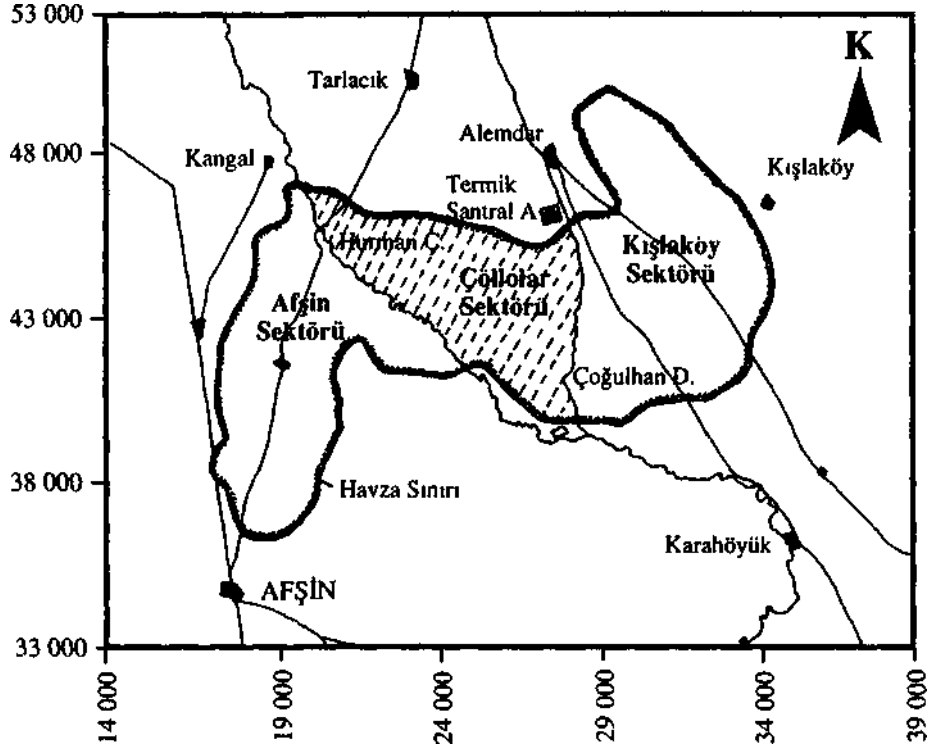 53 000
K
Tarlacık
Alemdar
48 000
Kangal
Kışlaköy
Termik
Santral A
Hurman Ç.
Kışlaköy
Sektörü
Çöllolar
Sektörü
Afşin
Sektörü
43 000
Çoğulhan D.
38 000
Havza Sınırı
Karahöyük
AFŞİN
33 000
14 000
19 000
24 000
29 000
34 000
39 000